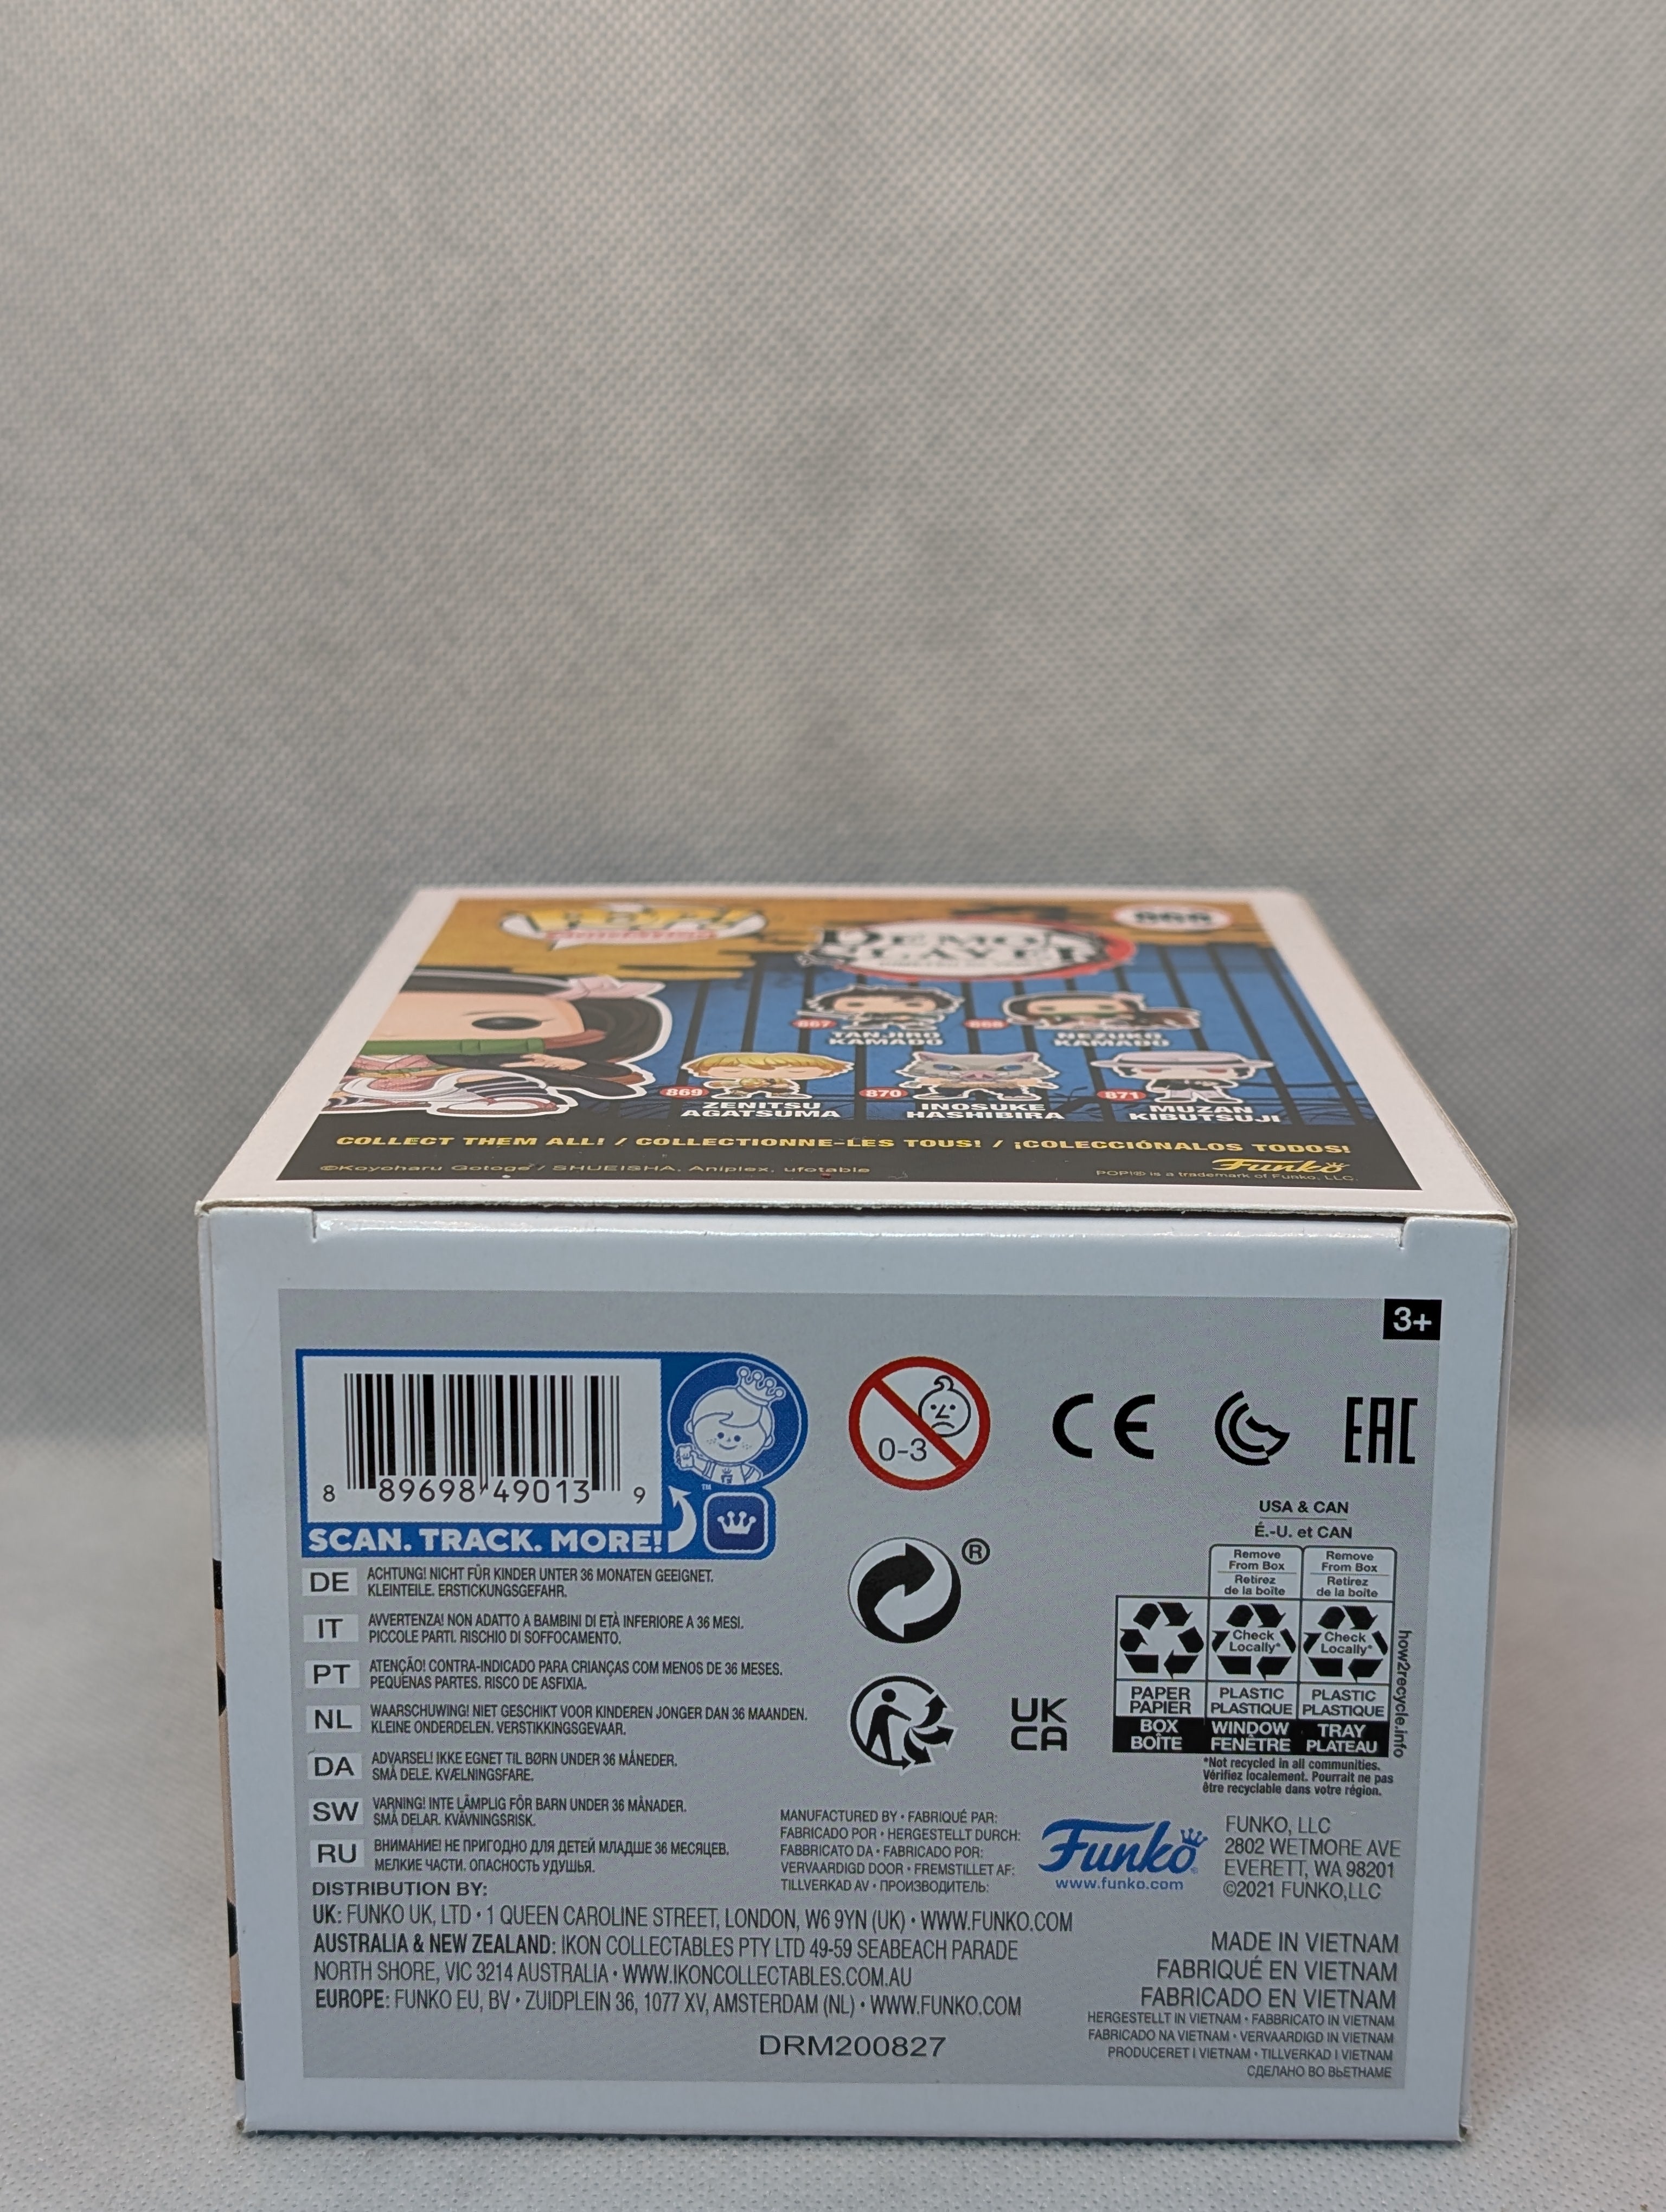 DEMON
SLAYER
868
867
TANJIRO
KAMADO
868
NEZUKO
KAMADO
869
ZENITSU
AGATSUMA
870
INOSUKE
HASHIBIRA
871
MUZAN
KIBUTSUJI
COLLECT THEM ALL! / COLLECTIONNE-LES TOUS! / ¡COLECCIÓNALOS TODOS!
©Koyoharu Gotoge / SHUEISHA, Aniplex, ufotable
Funko
POP!® is a trademark of Funko, LLC.
3+
8 89698 49013 9
TM
SCAN. TRACK. MORE!
0-3
CE
EAC
®
UK
CA
USA & CAN
É.-U. et CAN
Remove
From Box
Retirez
de la boîte
Remove
From Box
Retirez
de la boîte
Check
Locally*
Check
Locally*
PAPER
PAPIER
PLASTIC
PLASTIQUE
PLASTIC
PLASTIQUE
BOX
BOÎTE
WINDOW
FENÊTRE
TRAY
PLATEAU
how2recycle.info
*Not recycled in all communities.
Vérifiez localement. Pourrait ne pas
être recyclable dans votre région.
DE ACHTUNG! NICHT FÜR KINDER UNTER 36 MONATEN GEEIGNET.
KLEINTEILE. ERSTICKUNGSGEFAHR.
IT AVVERTENZA! NON ADATTO A BAMBINI DI ETÀ INFERIORE A 36 MESI.
PICCOLE PARTI. RISCHIO DI SOFFOCAMENTO.
PT ATENÇÃO! CONTRA-INDICADO PARA CRIANÇAS COM MENOS DE 36 MESES.
PEQUENAS PARTES. RISCO DE ASFIXIA.
NL WAARSCHUWING! NIET GESCHIKT VOOR KINDEREN JONGER DAN 36 MAANDEN.
KLEINE ONDERDELEN. VERSTIKKINGSGEVAAR.
DA ADVARSEL! IKKE EGNET TIL BØRN UNDER 36 MÅNEDER.
SMÅ DELE. KVÆLNINGSFARE.
SW VARNING! INTE LÄMPLIG FÖR BARN UNDER 36 MÅNADER.
SMÅ DELAR. KVÄVNINGSRISK.
RU ВНИМАНИЕ! НЕ ПРИГОДНО ДЛЯ ДЕТЕЙ МЛАДШЕ 36 МЕСЯЦЕВ.
МЕЛКИЕ ЧАСТИ. ОПАСНОСТЬ УДУШЬЯ.
MANUFACTURED BY • FABRIQUÉ PAR:
FABRICADO POR • HERGESTELLT DURCH:
FABBRICATO DA • FABRICADO POR:
VERVAARDIGD DOOR • FREMSTILLET AF:
TILLVERKAD AV • ПРОИЗВОДИТЕЛЬ:
Funko
www.funko.com
FUNKO, LLC
2802 WETMORE AVE
EVERETT, WA 98201
©2021 FUNKO,LLC
DISTRIBUTION BY:
UK: FUNKO UK, LTD • 1 QUEEN CAROLINE STREET, LONDON, W6 9YN (UK) • WWW.FUNKO.COM
AUSTRALIA & NEW ZEALAND: IKON COLLECTABLES PTY LTD 49-59 SEABEACH PARADE
NORTH SHORE, VIC 3214 AUSTRALIA • WWW.IKONCOLLECTABLES.COM.AU
EUROPE: FUNKO EU, BV • ZUIDPLEIN 36, 1077 XV, AMSTERDAM (NL) • WWW.FUNKO.COM
DRM200827
MADE IN VIETNAM
FABRIQUÉ EN VIETNAM
FABRICADO EN VIETNAM
HERGESTELLT IN VIETNAM • FABBRICATO IN VIETNAM
FABRICADO NA VIETNAM • VERVAARDIGD IN VIETNAM
PRODUCERET I VIETNAM • TILLVERKAD I VIETNAM
СДЕЛАНО ВО ВЬЕТНАМЕ